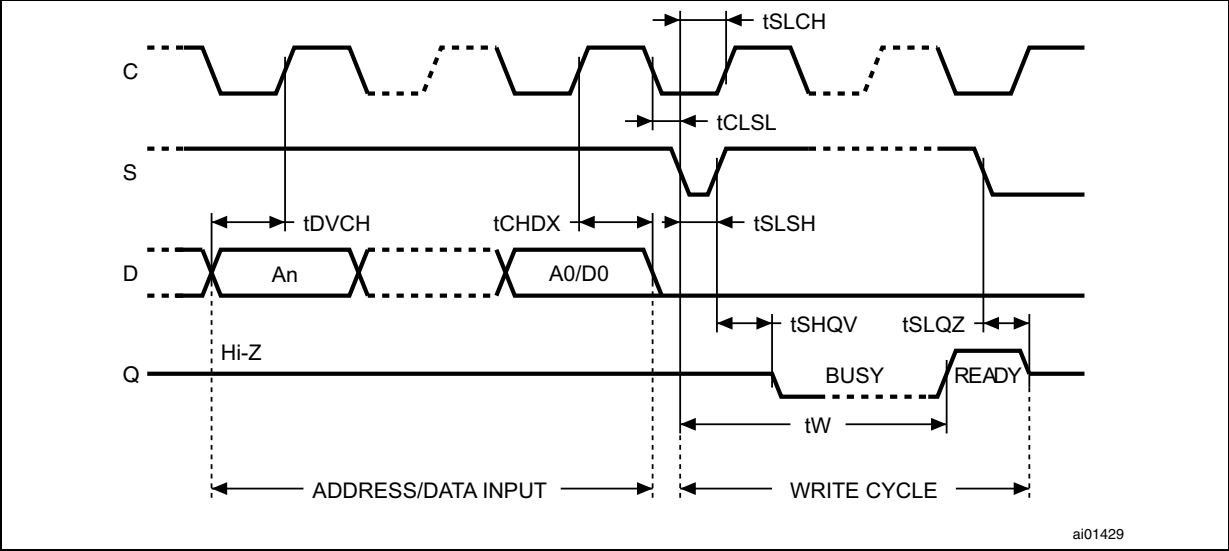 tSLCH
C
tCLSL
S
tDVCH tCHDX tSLSH
D An A0/D0
tSHQV tSLQZ
Hi-Z
Q BUSY READY
tW
ADDRESS/DATA INPUT WRITE CYCLE
ai01429